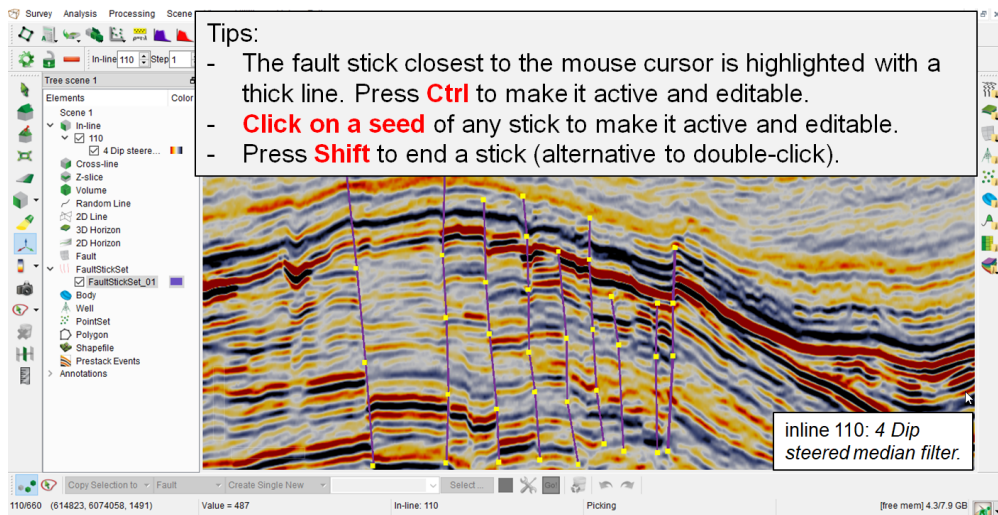 Survey Analysis Processing Scene
Tips:
- The fault stick closest to the mouse cursor is highlighted with a
thick line. Press Ctrl to make it active and editable.
- Click on a seed of any stick to make it active and editable.
- Press Shift to end a stick (alternative to double-click).
In-line 110 Step 1
Tree scene 1
Elements Color
Scene 1
In-line
110
4 Dip steere...
Cross-line
Z-slice
Volume
Random Line
2D Line
3D Horizon
2D Horizon
Fault
FaultStickSet
FaultStickSet_01
Body
Well
PointSet
Polygon
Shapefile
Prestack Events
Annotations
inline 110: 4 Dip
steered median filter.
Copy Selection to Fault Create Single New Select ... Go!
110/660 (614823, 6074058, 1491) Value = 487 In-line: 110 Picking [free mem] 4.3/7.9 GB